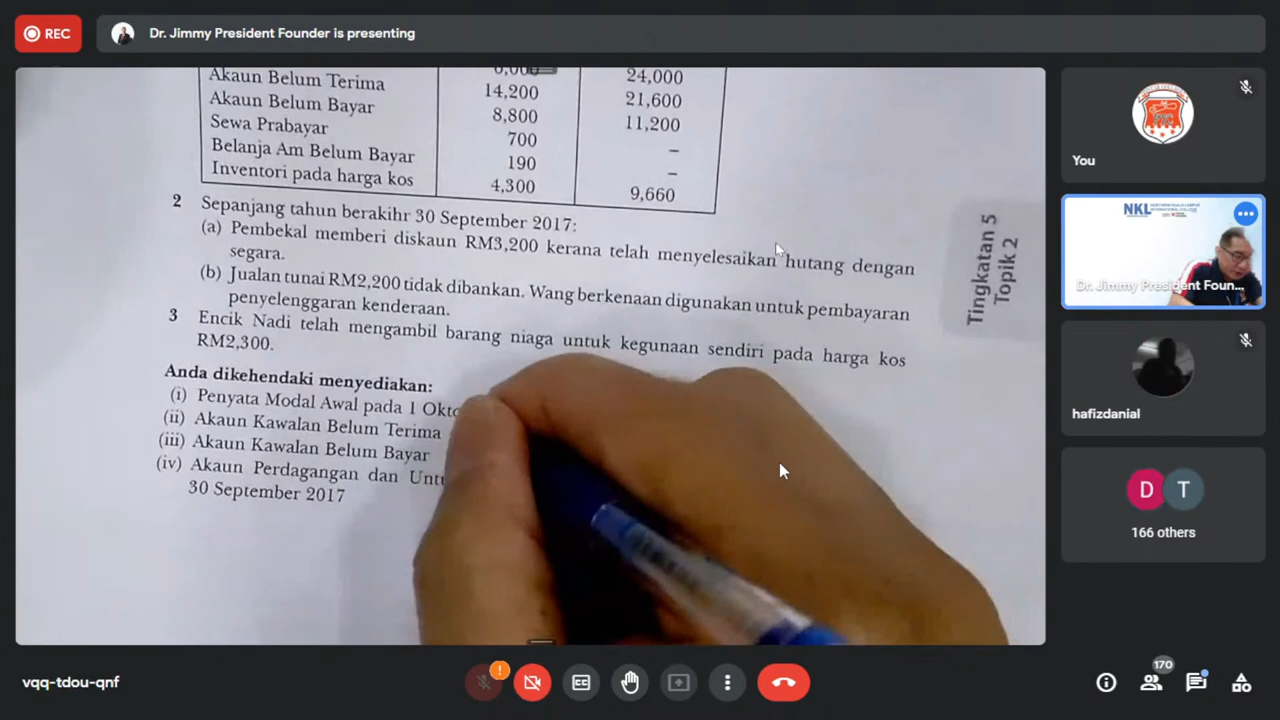 REC
Dr. Jimmy President Founder is presenting
Akaun Belum Terima 24,000
Akaun Belum Bayar 14,200 21,600
Sewa Prabayar 8,800 11,200
Belanja Am Belum Bayar 700 –
Inventori pada harga kos 190 –
4,300 9,660
2 Sepanjang tahun berakihr 30 September 2017:
(a) Pembekal memberi diskaun RM3,200 kerana telah menyelesaikan hutang dengan
segara.
(b) Jualan tunai RM2,200 tidak dibankan. Wang berkenaan digunakan untuk pembayaran
penyelenggaran kenderaan.
3 Encik Nadi telah mengambil barang niaga untuk kegunaan sendiri pada harga kos
RM2,300.
Anda dikehendaki menyediakan:
(i) Penyata Modal Awal pada 1
(ii) Akaun Kawalan Belum Terima
(iii) Akaun Kawalan Belum Bayar
(iv) Akaun Perdagangan dan
30 September 2017
Tingkatan 5
Topik 2
You
NKL
Dr. Jimmy President Foun...
hafizdanial
D T
166 others
vqq-tdou-qnf
CC
170